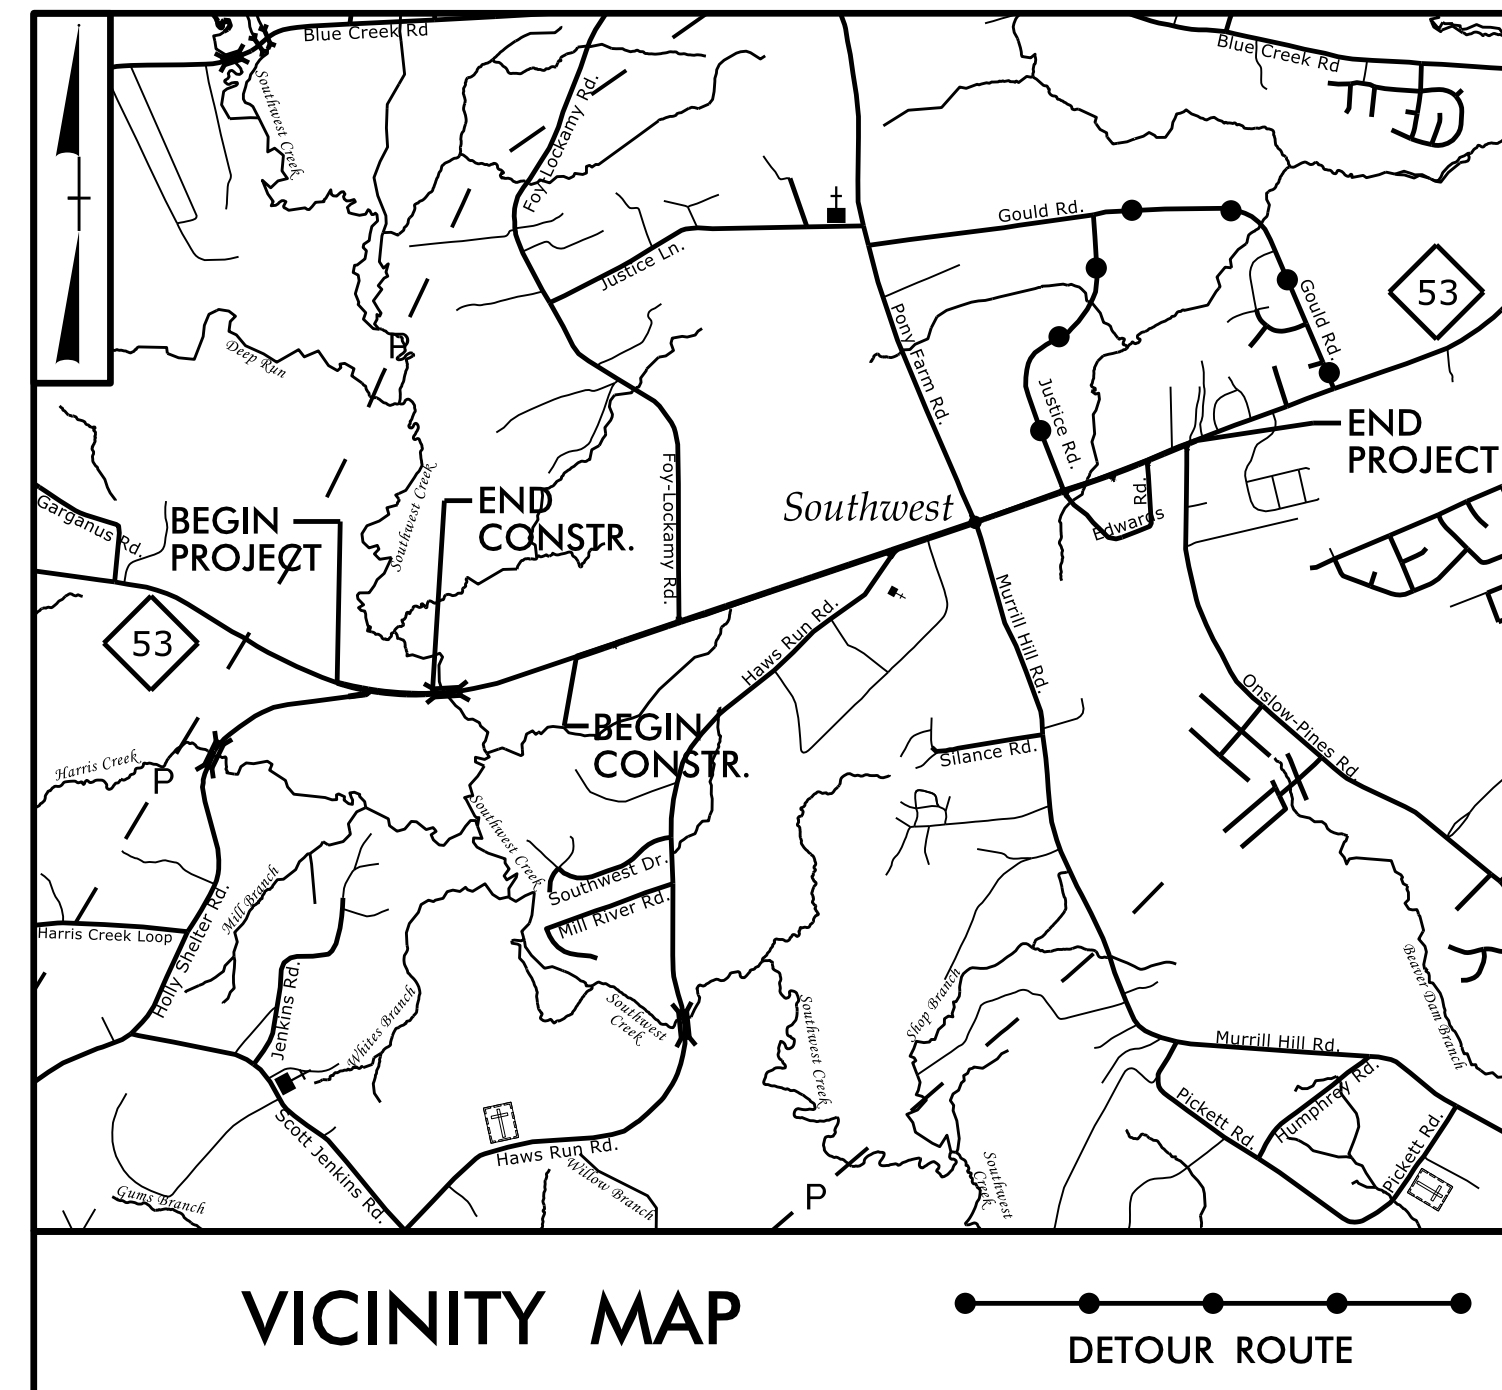 Blue Creek Rd
Blue Creek Rd
Southwest Creek
Foy-Lockamy Rd.
Gould Rd.
Justice Ln.
53
Gould Rd.
Pony Farm Rd.
P
Deep Run
Justice Rd.
END
PROJECT
Southwest Creek
Foy-Lockamy Rd.
Garganus Rd.
BEGIN
PROJECT
END
CONSTR.
Southwest
Edwards
Rd.
53
Haws Run Rd.
Murrill Hill Rd.
Onslow-Pines Rd.
BEGIN
CONSTR.
Silance Rd.
Harris Creek
P
Southwest Creek
Southwest Dr.
Mill River Rd.
Mill Branch
Holly Shelter Rd.
Harris Creek Loop
Jenkins Rd.
Whites Branch
Southwest
Creek
Southwest Creek
Shop Branch
Beaver Dam Branch
Murrill Hill Rd.
Pickett Rd.
Humphrey Rd.
Pickett Rd.
Scott Jenkins Rd.
Haws Run Rd.
Willow Branch
Gums Branch
P
Southwest
Creek
VICINITY MAP
DETOUR ROUTE